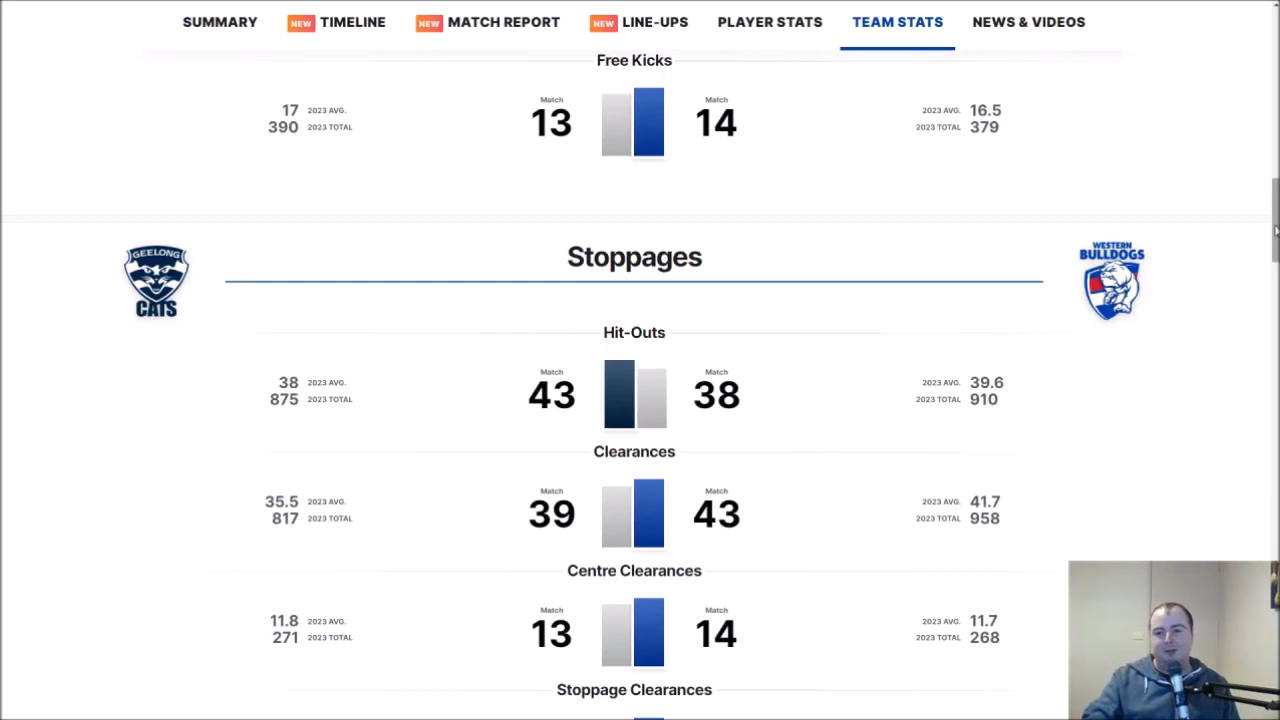 SUMMARY NEW TIMELINE NEW MATCH REPORT NEW LINE-UPS PLAYER STATS TEAM STATS NEWS & VIDEOS
Free Kicks
17 2023 AVG. Match Match 2023 AVG. 16.5
390 2023 TOTAL 13 14 2023 TOTAL 379
GEELONG CATS Stoppages WESTERN BULLDOGS
Hit-Outs
38 2023 AVG. Match Match 2023 AVG. 39.6
875 2023 TOTAL 43 38 2023 TOTAL 910
Clearances
35.5 2023 AVG. Match Match 2023 AVG. 41.7
817 2023 TOTAL 39 43 2023 TOTAL 958
Centre Clearances
11.8 2023 AVG. Match Match 2023 AVG. 11.7
271 2023 TOTAL 13 14 2023 TOTAL 268
Stoppage Clearances